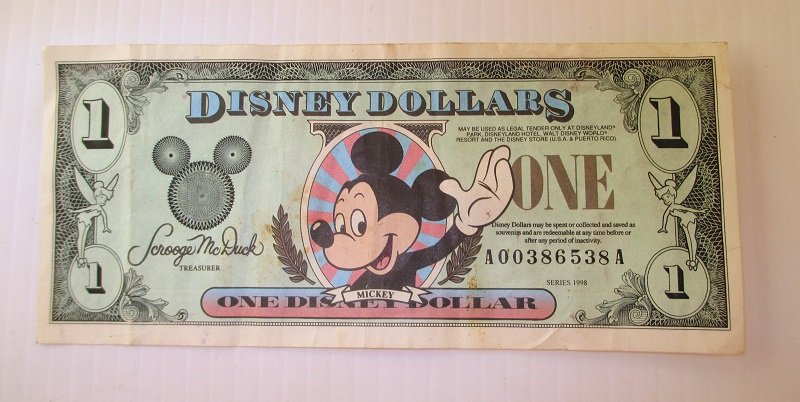 1
DISNEY DOLLARS
1
MAY BE USED AS LEGAL TENDER ONLY AT DISNEYLAND®
PARK, DISNEYLAND HOTEL, WALT DISNEY WORLD®
RESORT AND THE DISNEY STORE (U.S.A. & PUERTO RICO).
ONE
Disney Dollars may be spent or collected and saved as
souvenirs and are redeemable at any time before or
after any period of inactivity.
Scrooge McDuck
TREASURER
A00386538A
SERIES 1998
1
MICKEY
ONE DISNEY DOLLAR
1